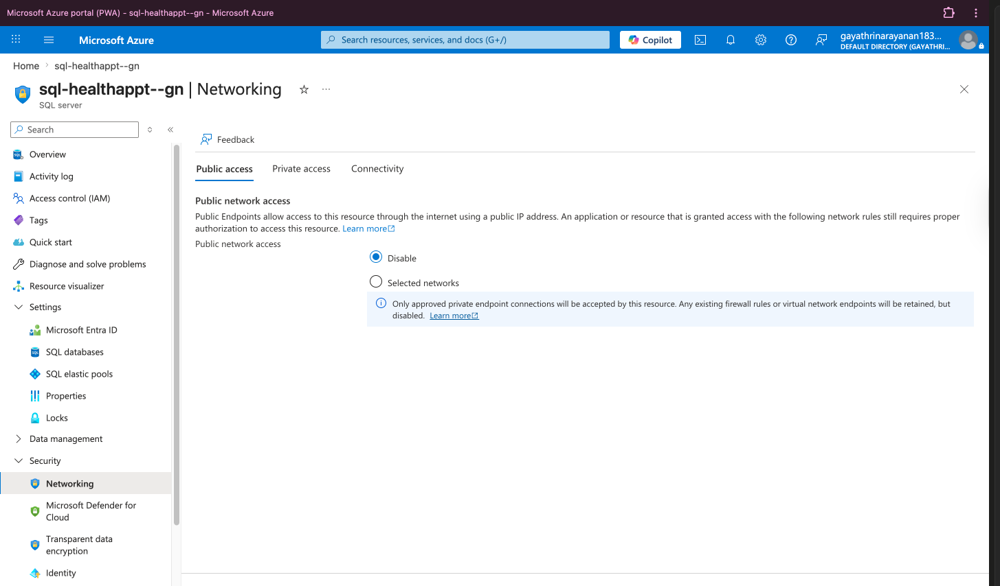 Microsoft Azure portal (PWA) - sql-healthappt--gn - Microsoft Azure
Microsoft Azure
Search resources, services, and docs (G+/)
Copilot
gayathrinarayanan183...
DEFAULT DIRECTORY (GAYATHRI...
Home > sql-healthappt--gn
sql-healthappt--gn | Networking
SQL server
Search
Overview
Activity log
Access control (IAM)
Tags
Quick start
Diagnose and solve problems
Resource visualizer
Settings
Microsoft Entra ID
SQL databases
SQL elastic pools
Properties
Locks
Data management
Security
Networking
Microsoft Defender for
Cloud
Transparent data
encryption
Identity
Feedback
Public access Private access Connectivity
Public network access
Public Endpoints allow access to this resource through the internet using a public IP address. An application or resource that is granted access with the following network rules still requires proper
authorization to access this resource. Learn more
Public network access
Disable
Selected networks
Only approved private endpoint connections will be accepted by this resource. Any existing firewall rules or virtual network endpoints will be retained, but
disabled. Learn more